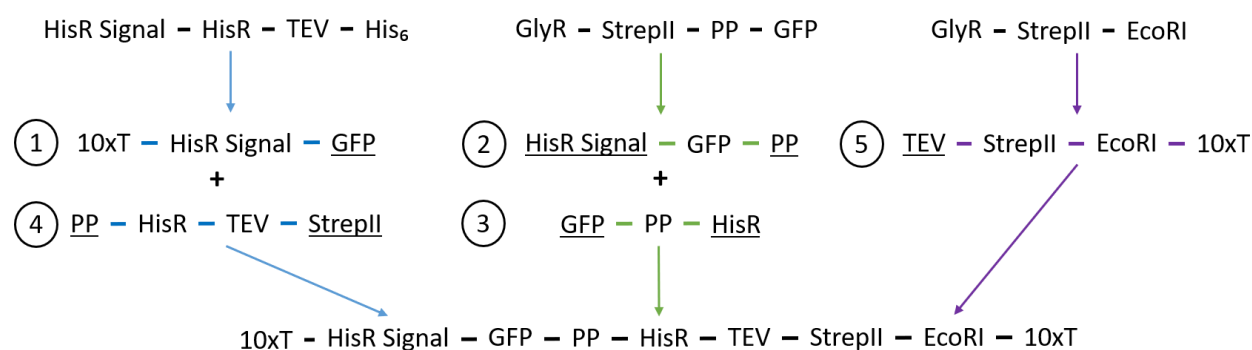 HisR Signal – HisR – TEV – His₆
GlyR – StrepII – PP – GFP
GlyR – StrepII – EcoRI
1 10xT – HisR Signal – GFP
2 HisR Signal – GFP – PP
5 TEV – StrepII – EcoRI – 10xT
+
+
4 PP – HisR – TEV – StrepII
3 GFP – PP – HisR
10xT – HisR Signal – GFP – PP – HisR – TEV – StrepII – EcoRI – 10xT